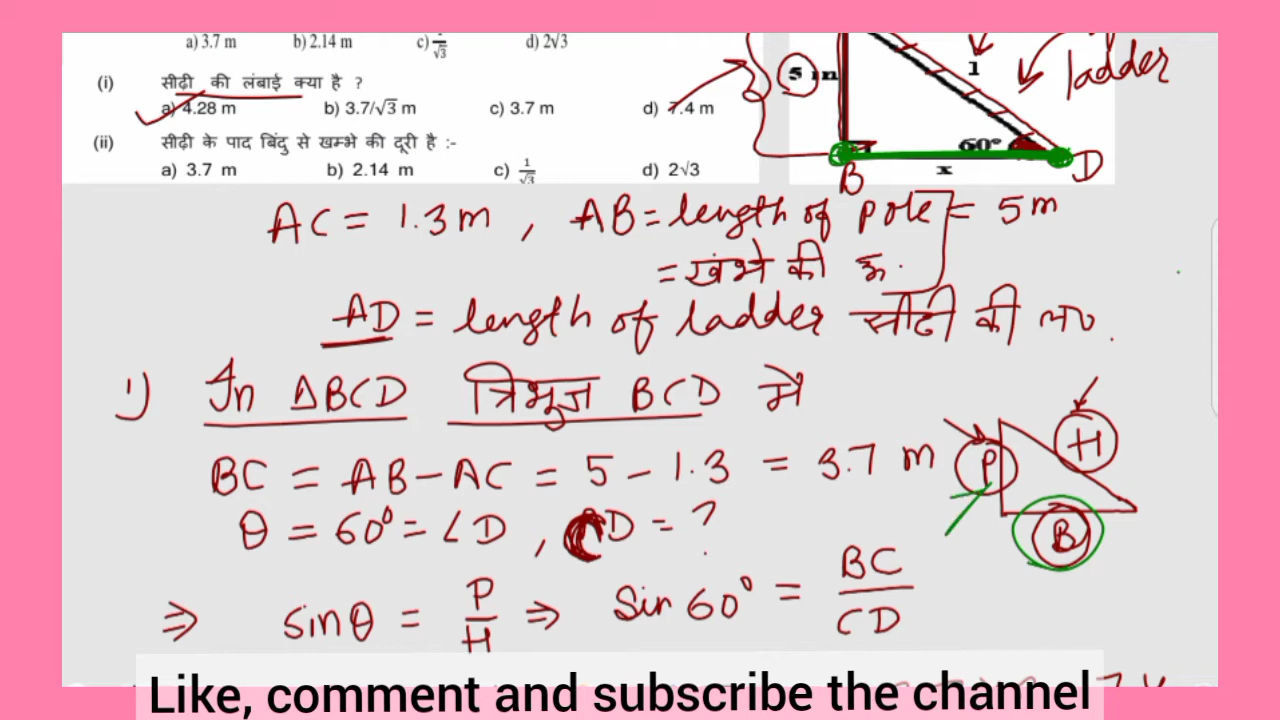 a) 3.7 m b) 2.14 m c) 1/√3 d) 2√3
(i) सीढ़ी की लंबाई क्या है ?
a) 4.28 m b) 3.7/√3 m c) 3.7 m d) 7.4 m
(ii) सीढ़ी के पाद बिंदु से खम्भे की दूरी है :-
a) 3.7 m b) 2.14 m c) 1/√3 d) 2√3
5 m
1
ladder
60°
B
x
D
AC = 1.3 m , AB = length of pole = 5 m
= खंभे की ऊ.
AD = length of ladder सीढी की ल०.
1) In ΔBCD त्रिभुज BCD में
BC = AB – AC = 5 – 1.3 = 3.7 m
θ = 60° = ∠D , CD = ?
⇒ sinθ = P/H ⇒ Sin 60° = BC/CD
P
H
B
Like, comment and subscribe the channel